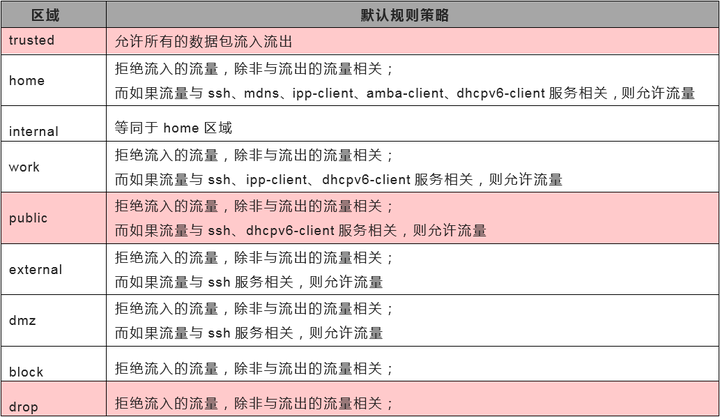 区域 默认规则策略
trusted 允许所有的数据包流入流出
home 拒绝流入的流量，除非与流出的流量相关；
而如果流量与 ssh、mdns、ipp-client、amba-client、dhcpv6-client 服务相关，则允许流量
internal 等同于 home 区域
work 拒绝流入的流量，除非与流出的流量相关；
而如果流量与 ssh、ipp-client、dhcpv6-client 服务相关，则允许流量
public 拒绝流入的流量，除非与流出的流量相关；
而如果流量与 ssh、dhcpv6-client 服务相关，则允许流量
external 拒绝流入的流量，除非与流出的流量相关；
而如果流量与 ssh 服务相关，则允许流量
dmz 拒绝流入的流量，除非与流出的流量相关；
而如果流量与 ssh 服务相关，则允许流量
block 拒绝流入的流量，除非与流出的流量相关；
drop 拒绝流入的流量，除非与流出的流量相关；